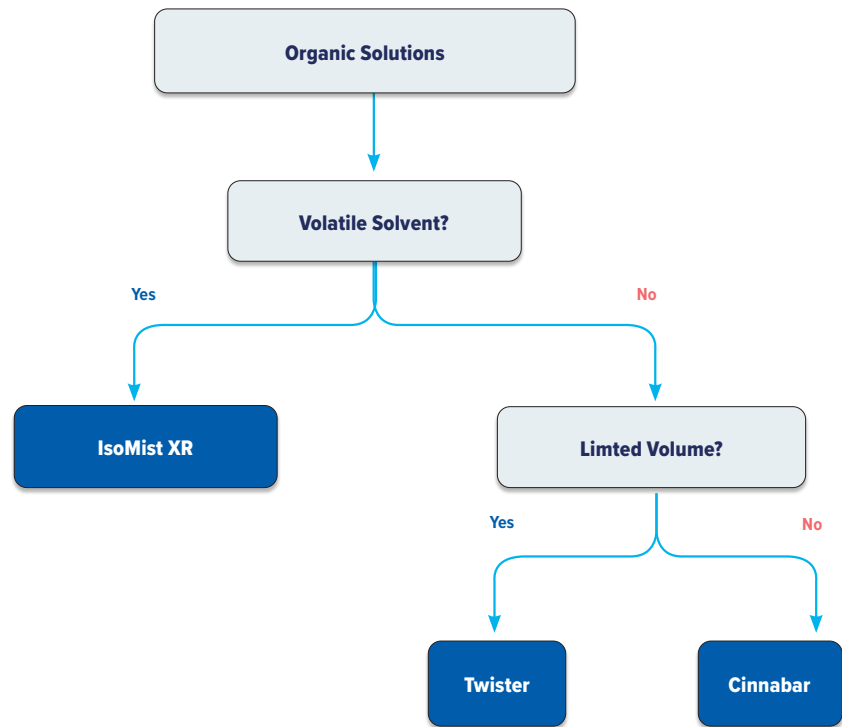 Organic Solutions
Volatile Solvent?
Yes
No
IsoMist XR
Limted Volume?
Yes
No
Twister
Cinnabar